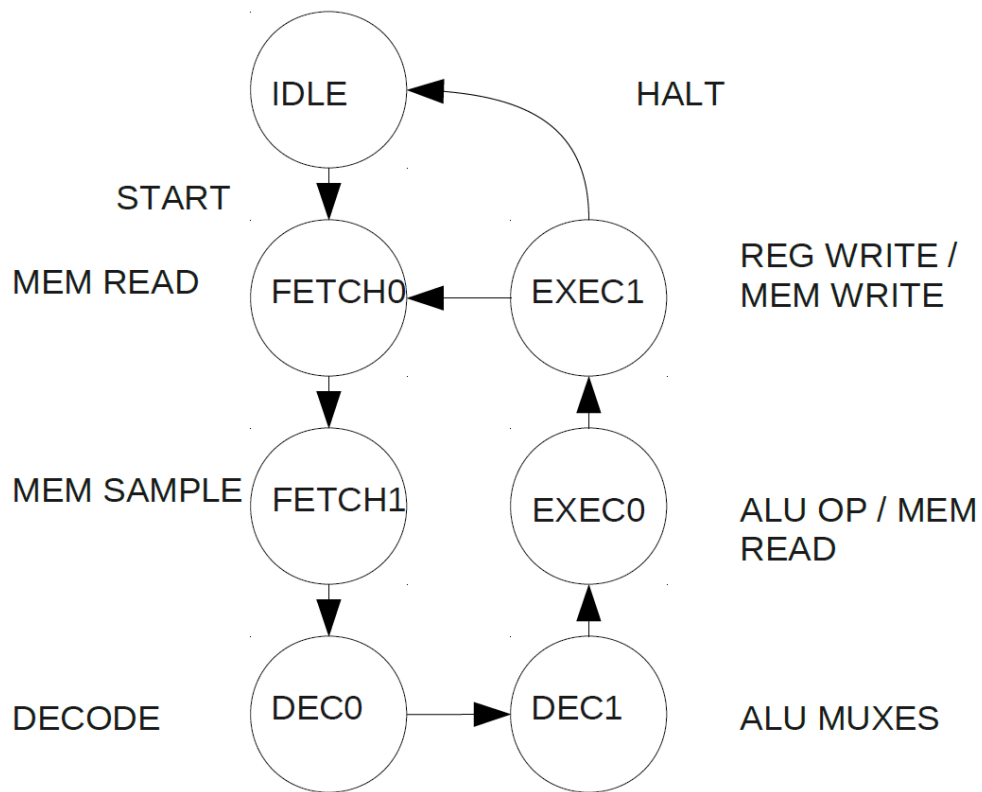 IDLE
HALT
START
MEM READ
FETCH0
EXEC1
REG WRITE /
MEM WRITE
MEM SAMPLE
FETCH1
EXEC0
ALU OP / MEM
READ
DECODE
DEC0
DEC1
ALU MUXES